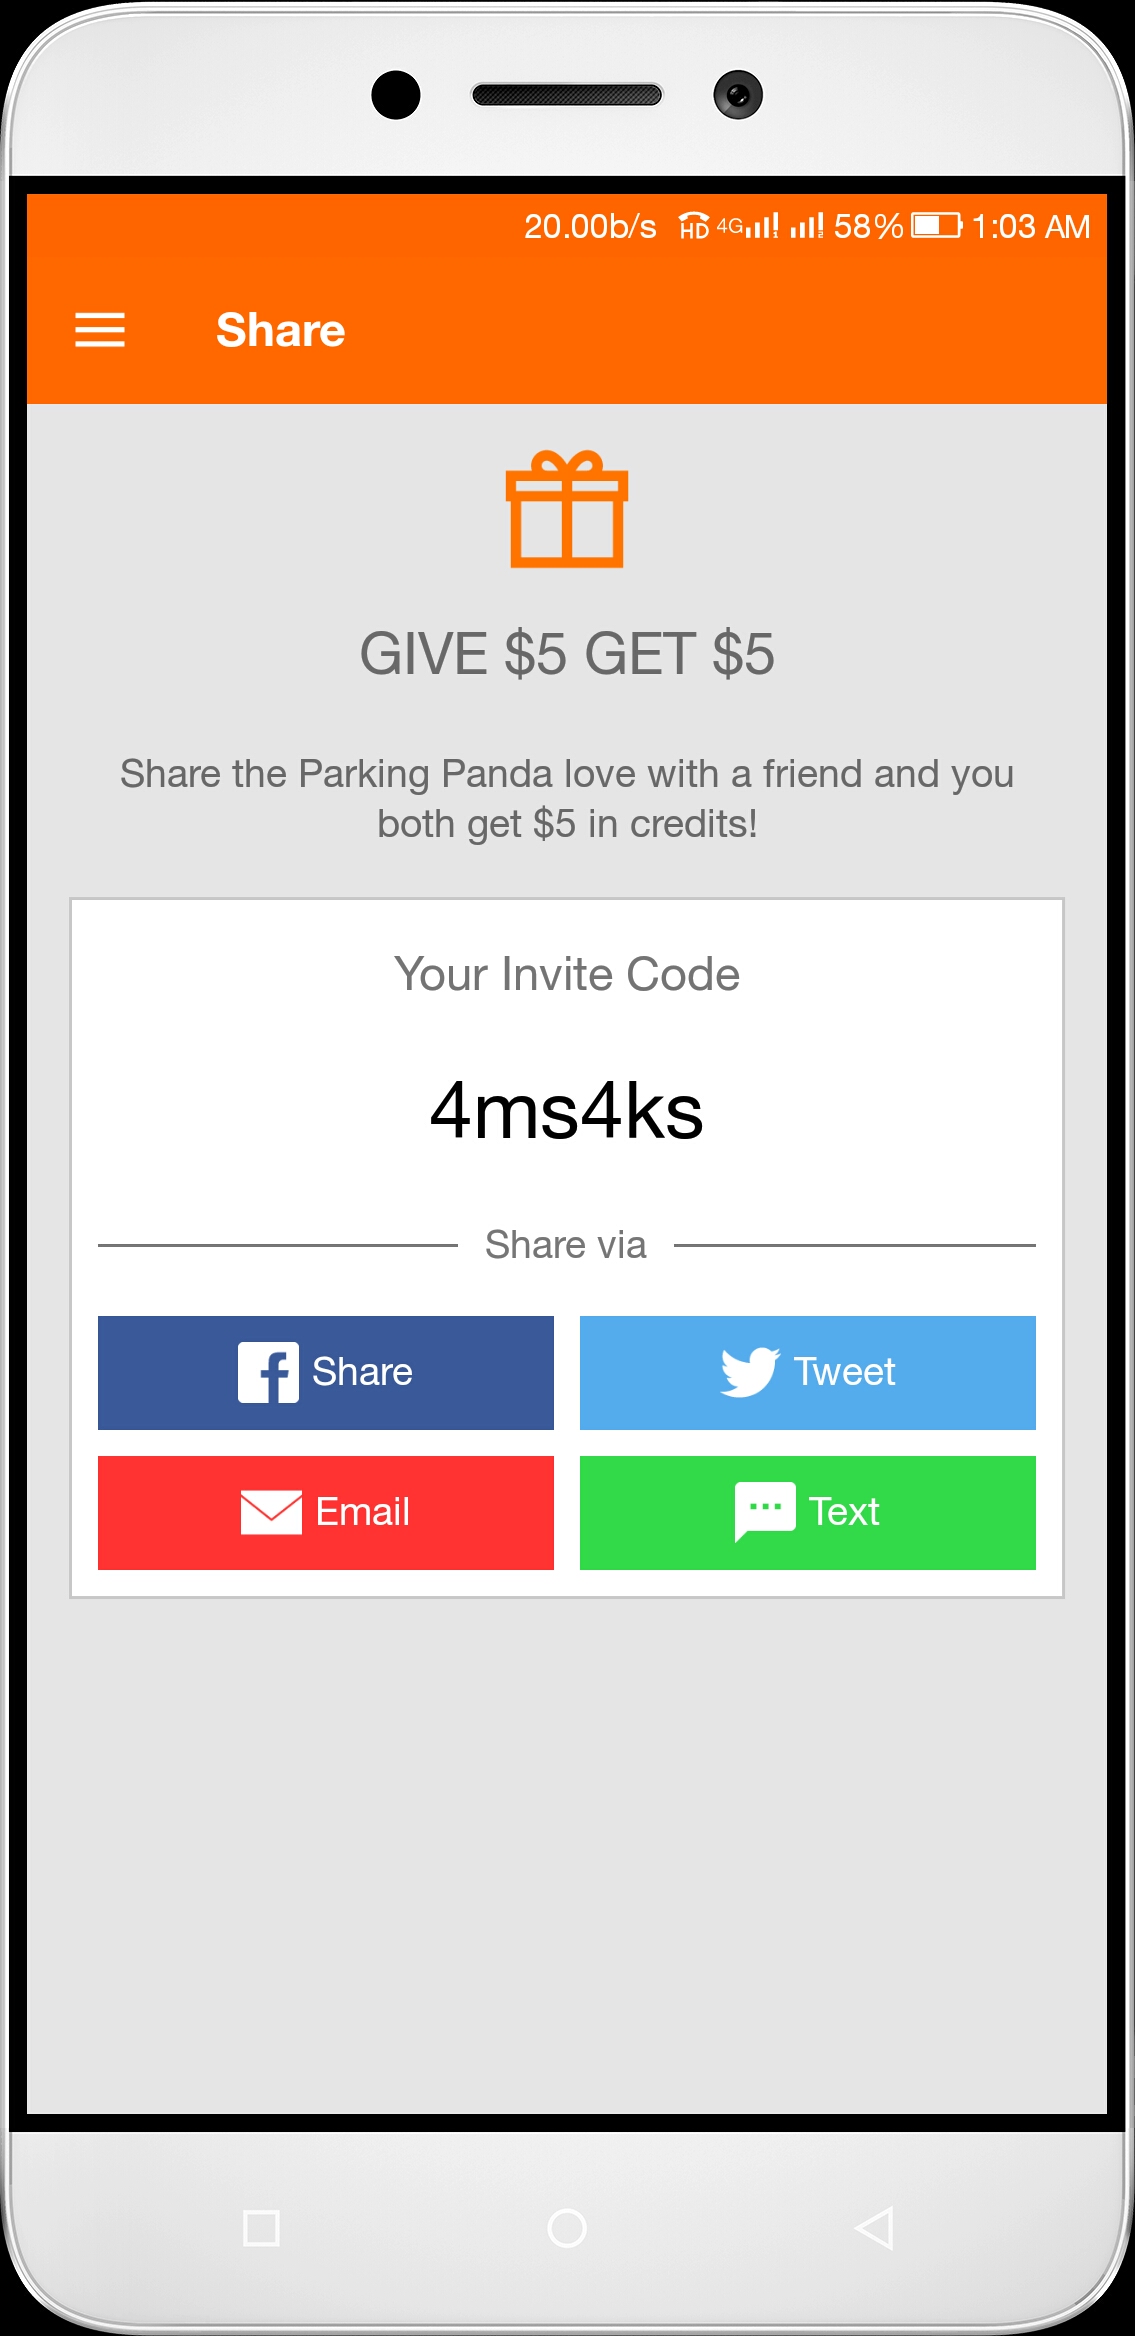 20.00b/s HD 4G 58% 1:03 AM
Share
GIVE $5 GET $5
Share the Parking Panda love with a friend and you
both get $5 in credits!
Your Invite Code
4ms4ks
Share via
Share
Tweet
Email
Text